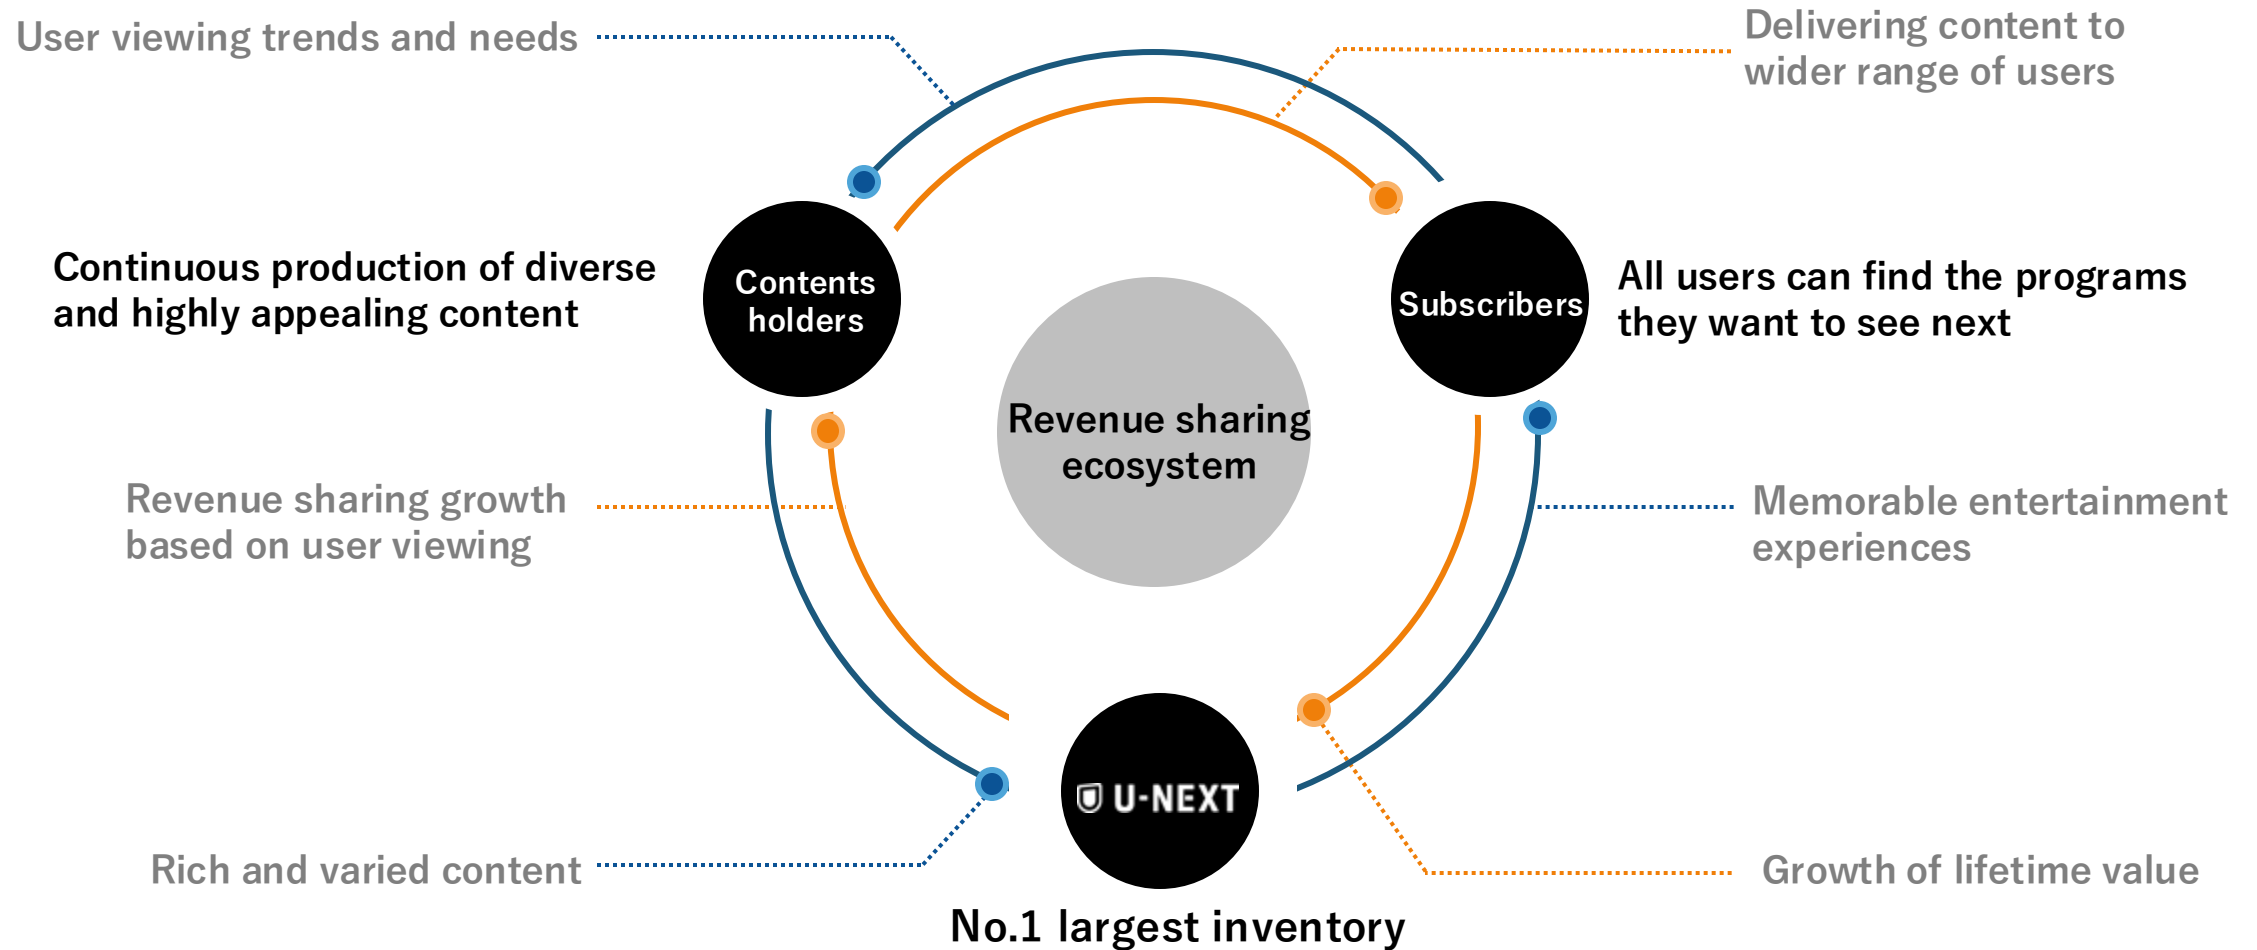 User viewing trends and needs
Delivering content to
wider range of users
Continuous production of diverse
and highly appealing content
Contents
holders
Subscribers
All users can find the programs
they want to see next
Revenue sharing
ecosystem
Revenue sharing growth
based on user viewing
Memorable entertainment
experiences
U-NEXT
Rich and varied content
Growth of lifetime value
No.1 largest inventory